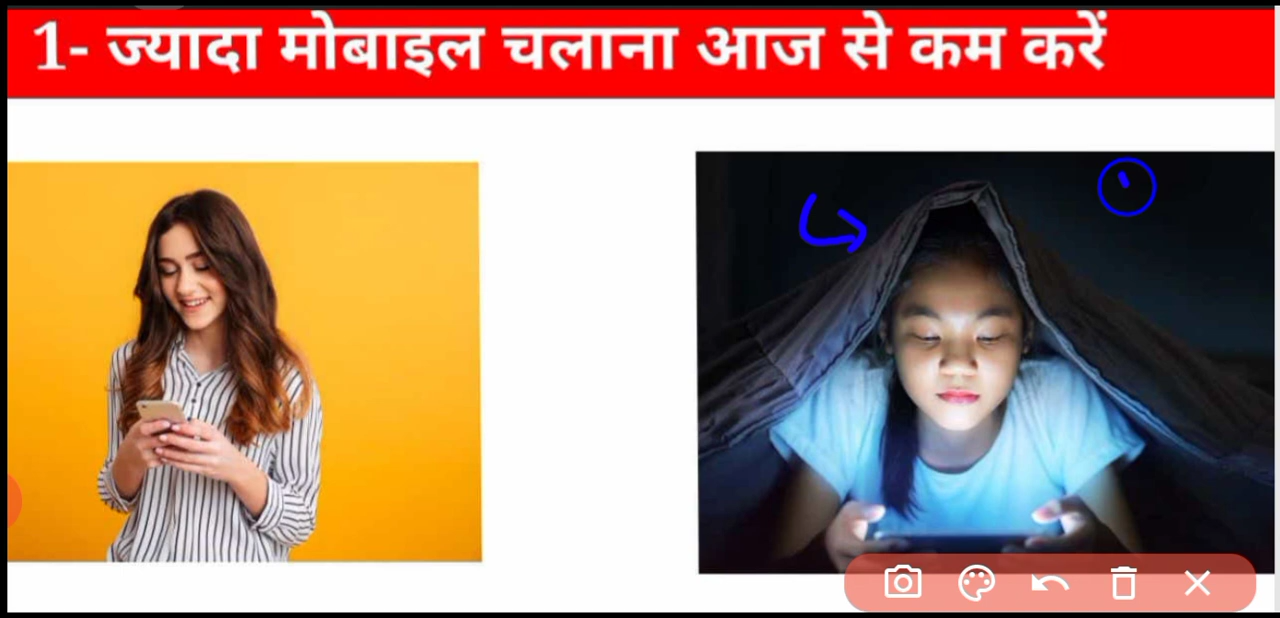 1- ज्यादा मोबाइल चलाना आज से कम करें